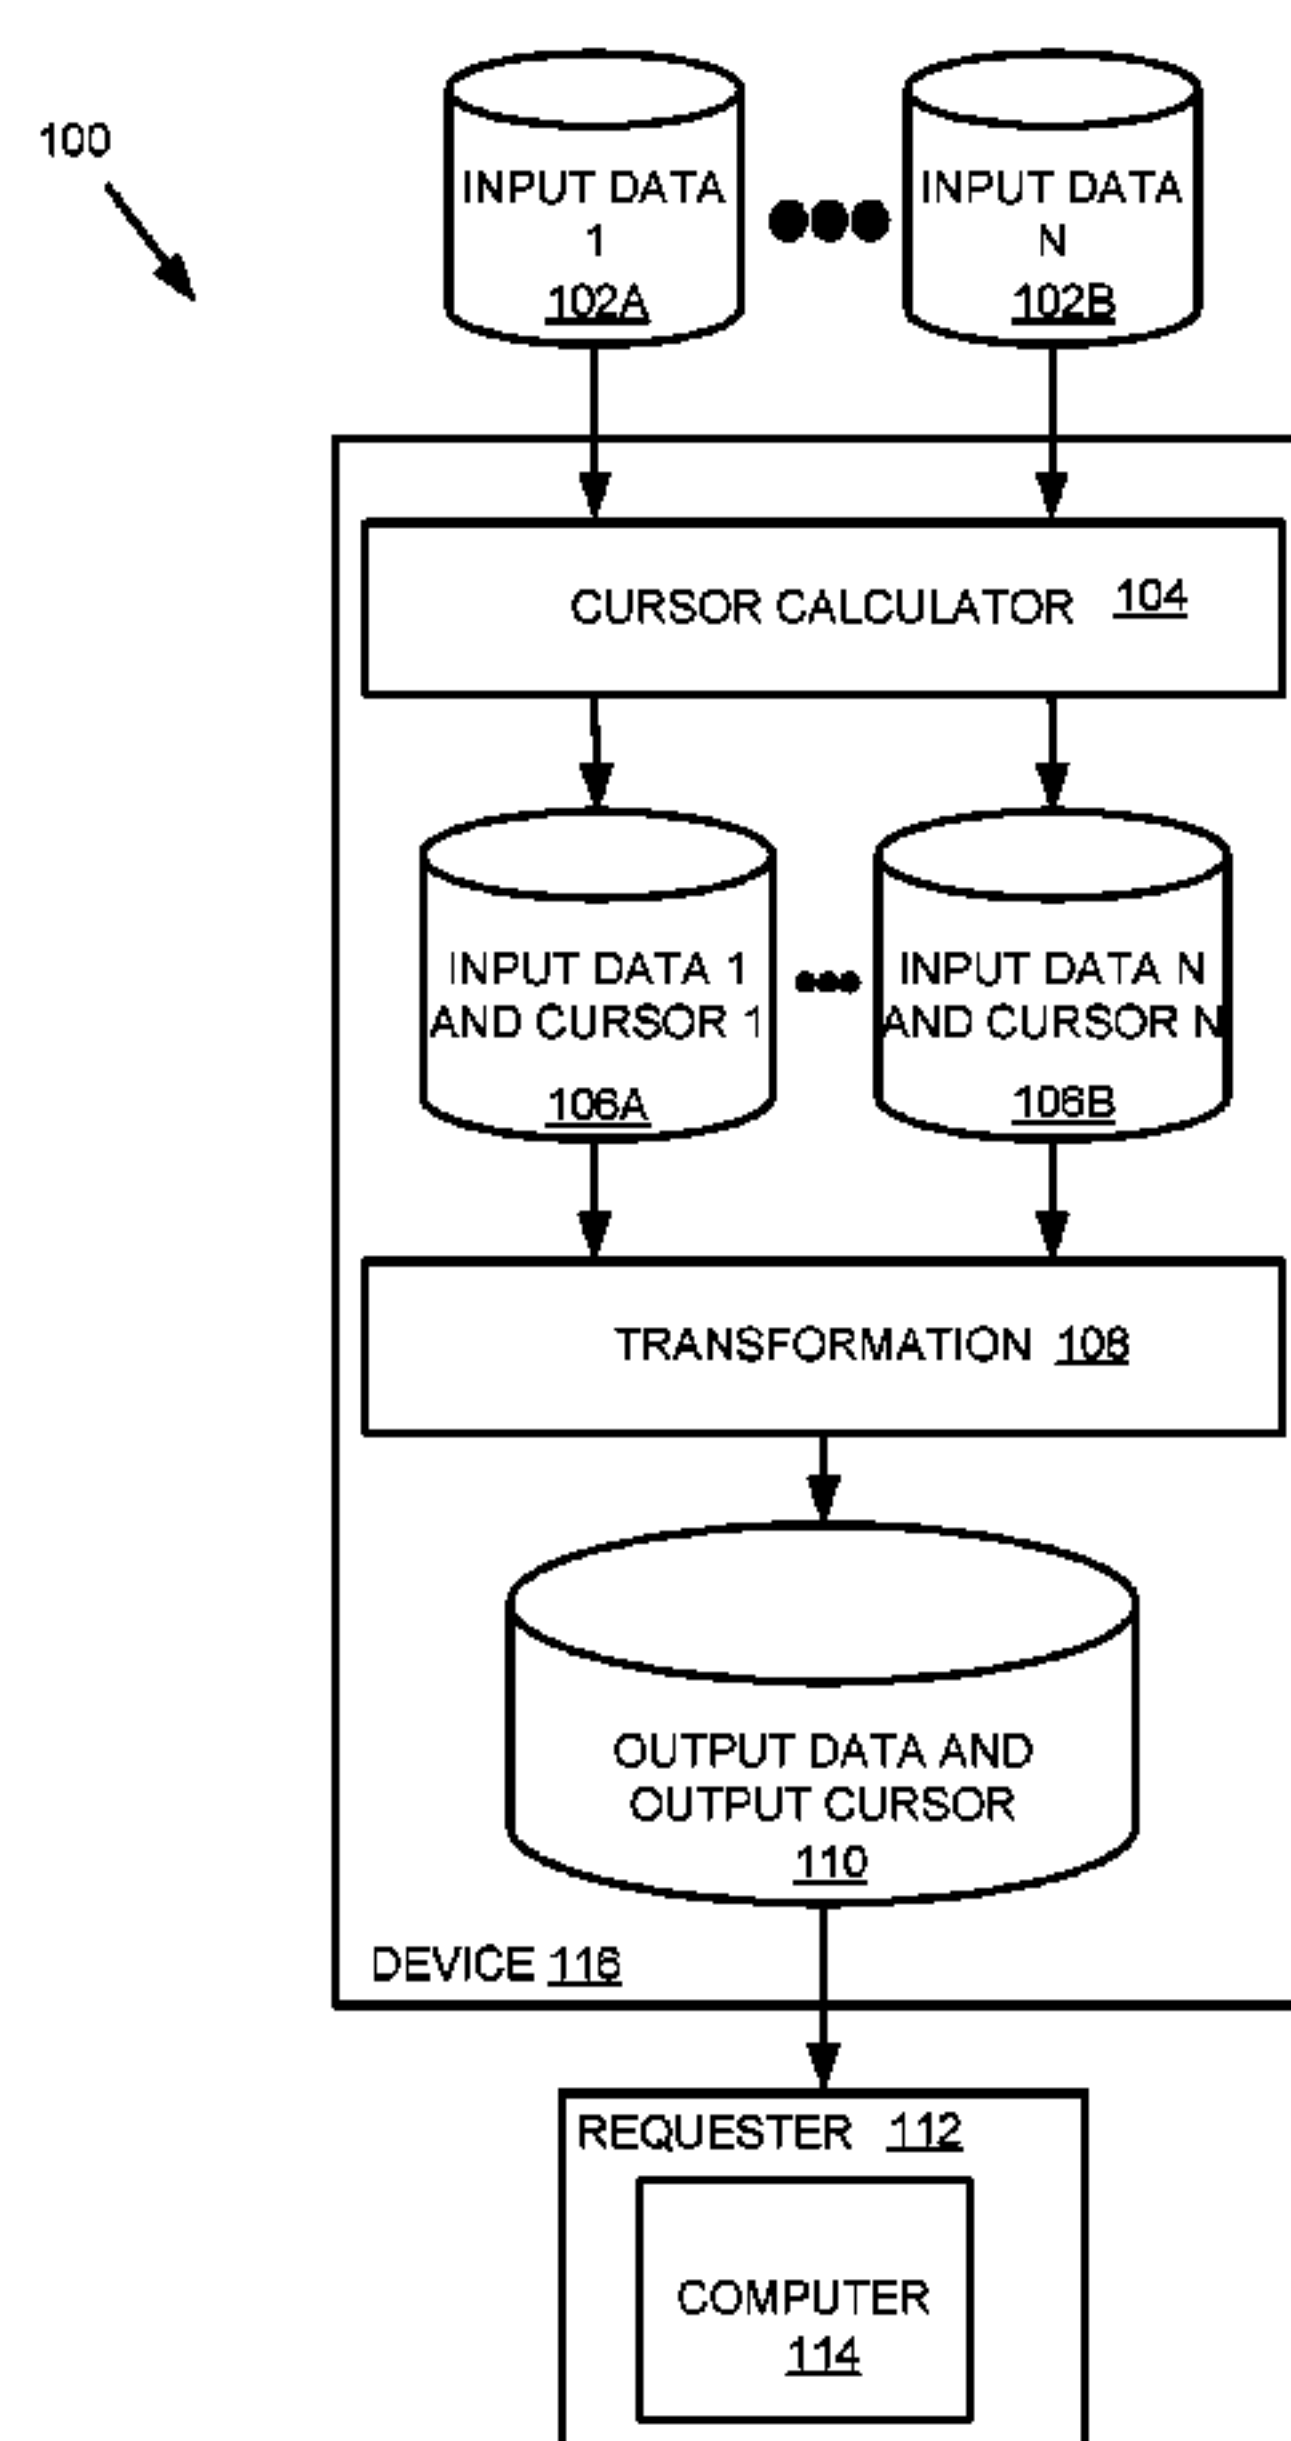 100
INPUT DATA
1
102A
INPUT DATA
N
102B
CURSOR CALCULATOR 104
INPUT DATA 1
AND CURSOR 1
106A
INPUT DATA N
AND CURSOR N
106B
TRANSFORMATION 108
OUTPUT DATA AND
OUTPUT CURSOR
110
DEVICE 116
REQUESTER 112
COMPUTER
114